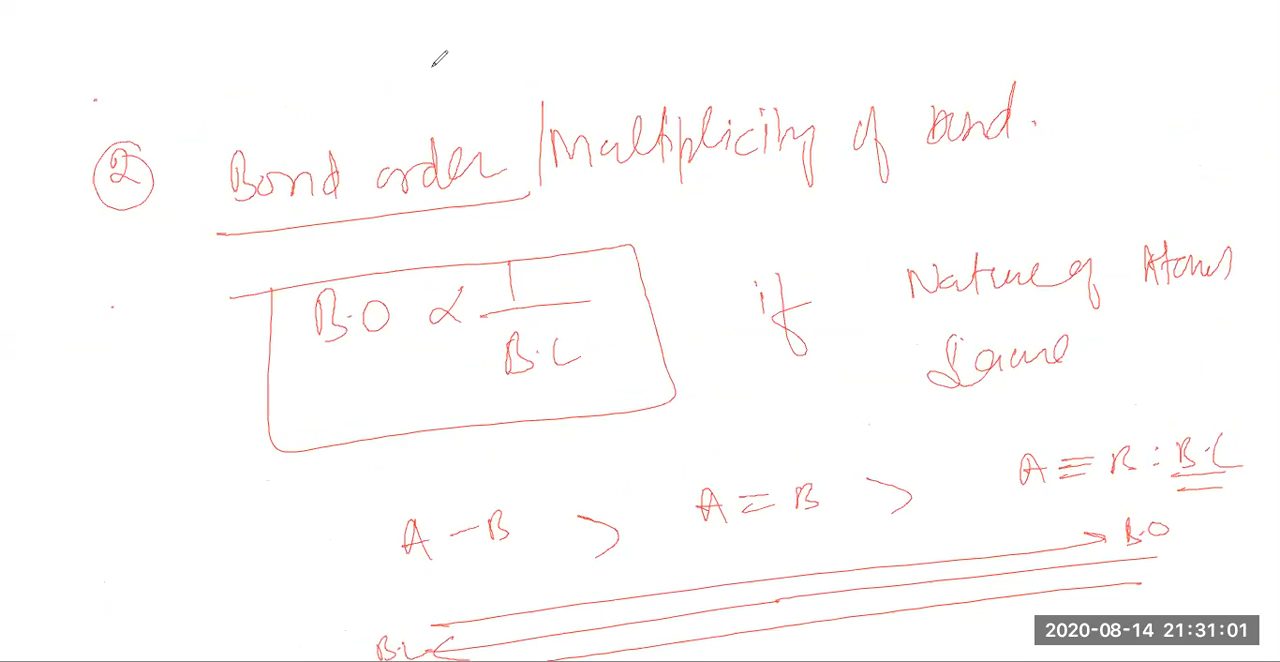 ② Bond order / Multiplicity of bond.
B.O ∝ 1/B.L if Nature of Atoms Same
A − B > A = B > A ≡ B : B.L
B.O
B.L
2020-08-14 21:31:01